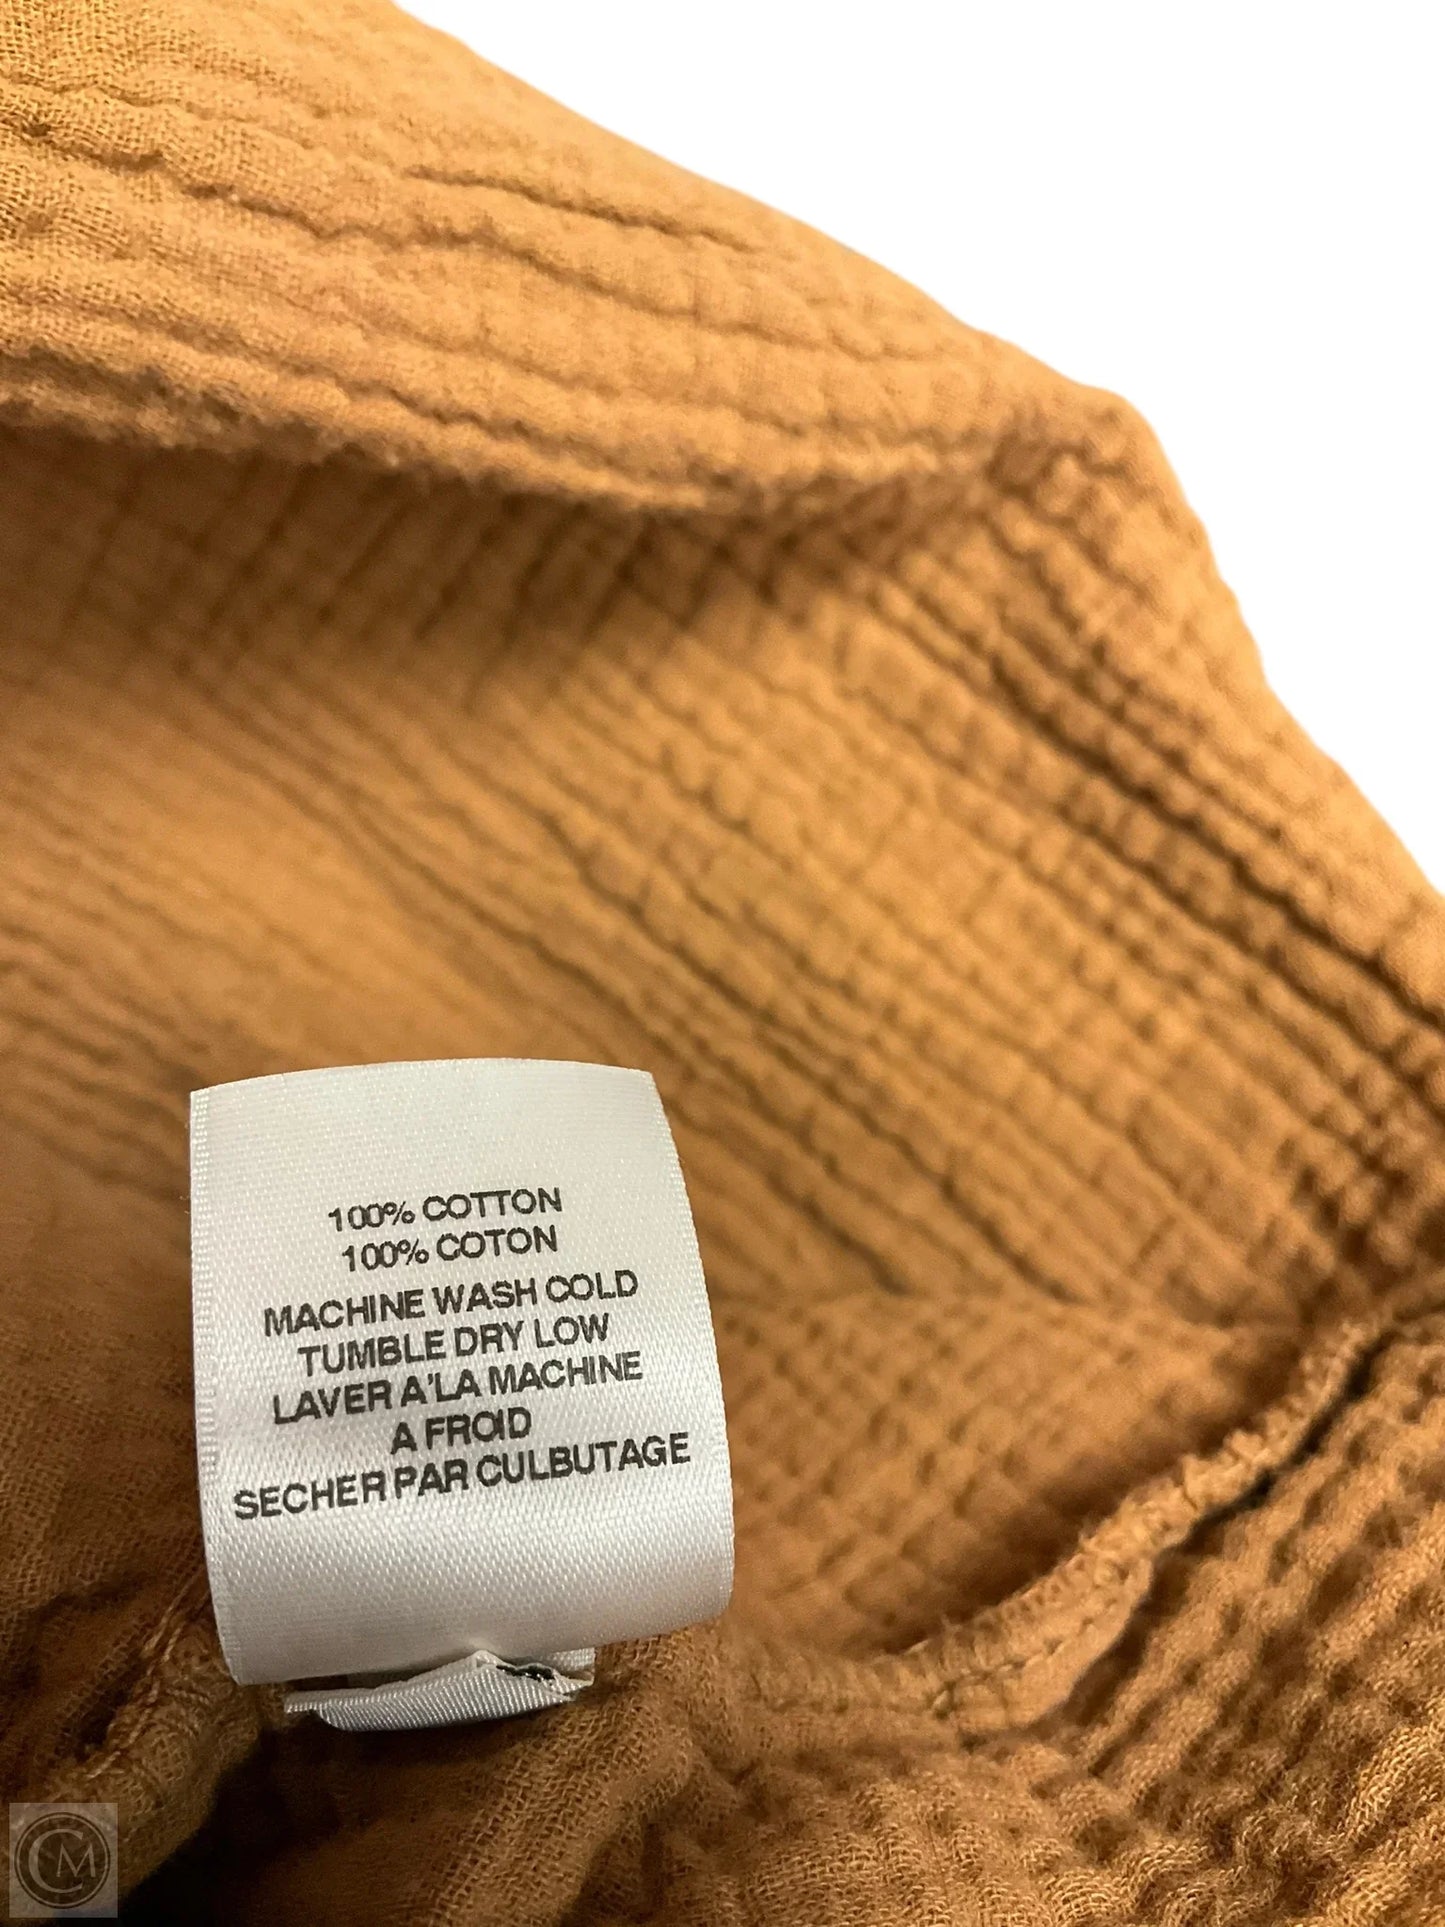 100% COTTON
100% COTON
MACHINE WASH COLD
TUMBLE DRY LOW
LAVER A'LA MACHINE
A FROID
SECHER PAR CULBUTAGE
CM